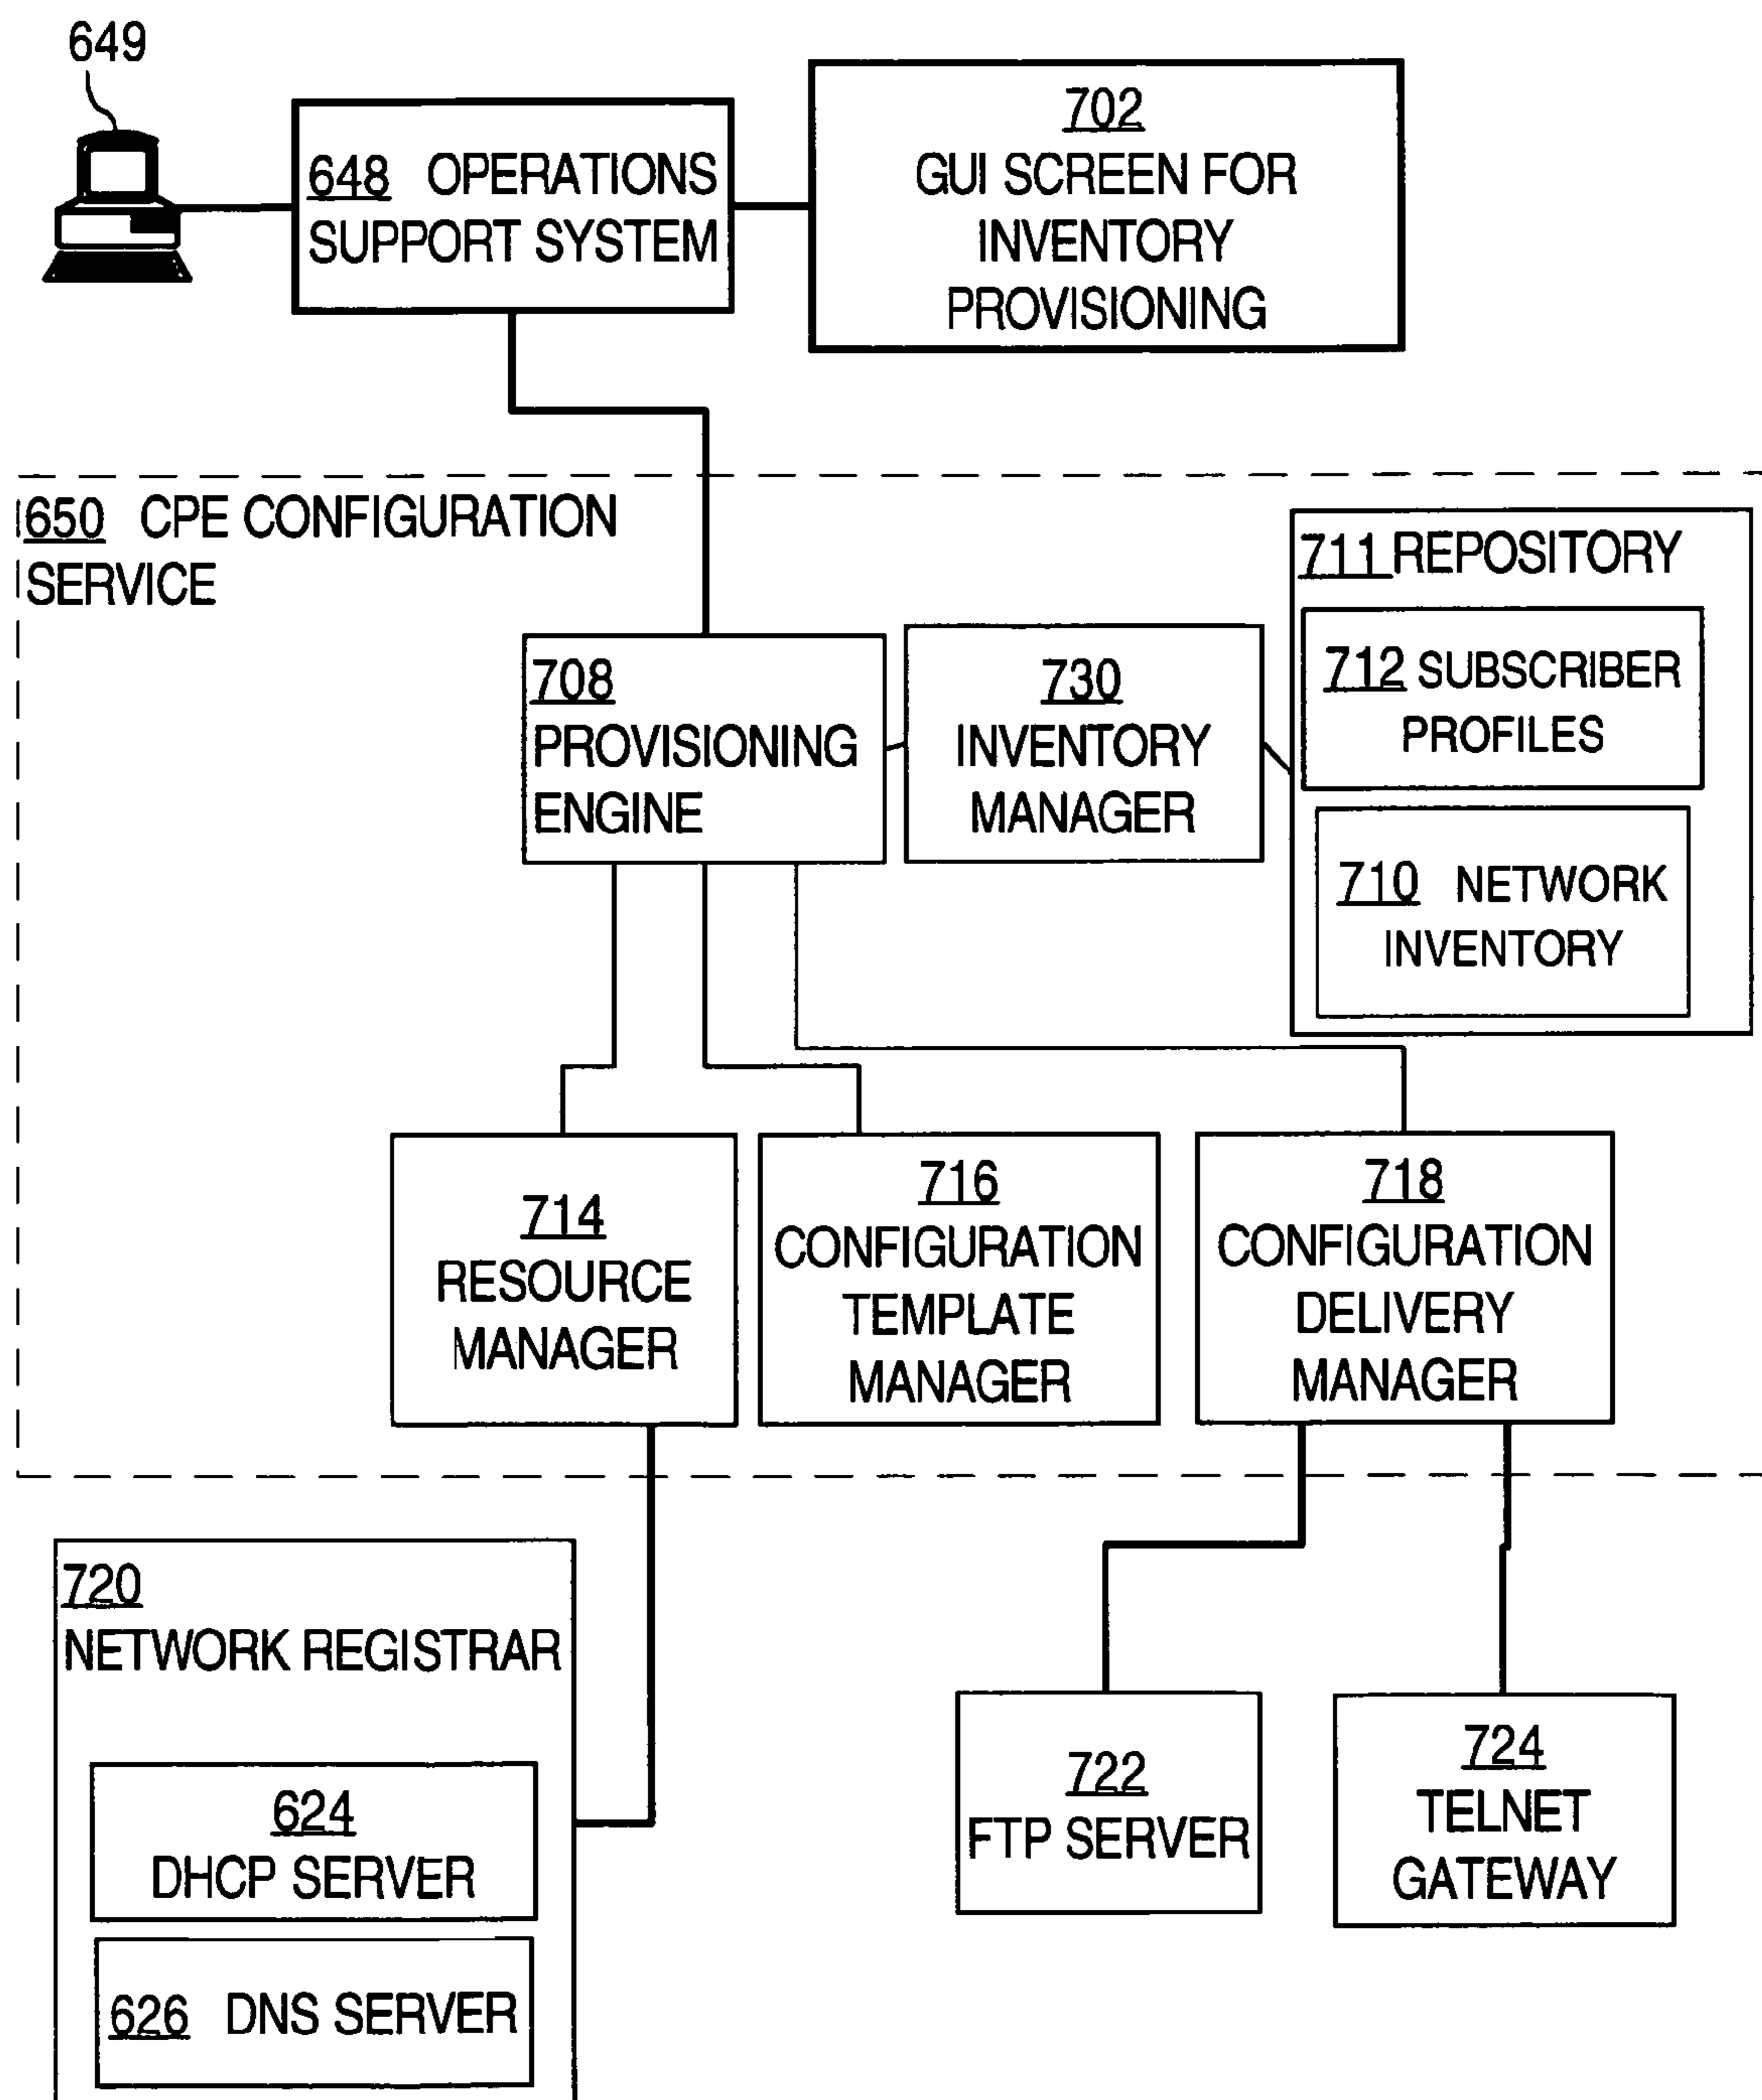 649
702
GUI SCREEN FOR
INVENTORY
PROVISIONING
648 OPERATIONS
SUPPORT SYSTEM
650 CPE CONFIGURATION
SERVICE
708
PROVISIONING
ENGINE
730
INVENTORY
MANAGER
711 REPOSITORY
712 SUBSCRIBER
PROFILES
710 NETWORK
INVENTORY
714
RESOURCE
MANAGER
716
CONFIGURATION
TEMPLATE
MANAGER
718
CONFIGURATION
DELIVERY
MANAGER
720
NETWORK REGISTRAR
624
DHCP SERVER
626 DNS SERVER
722
FTP SERVER
724
TELNET
GATEWAY